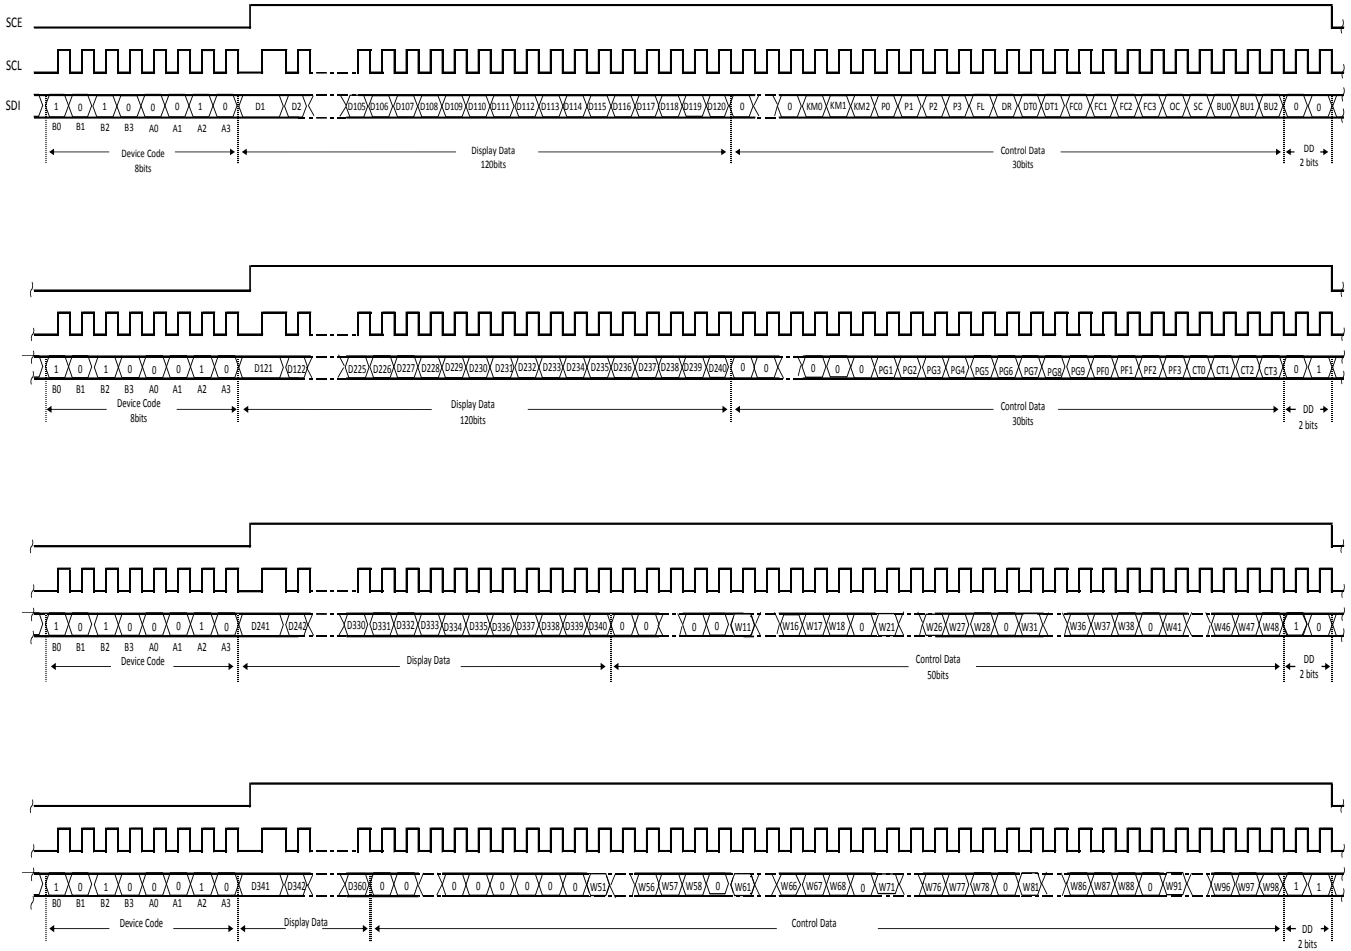 SCE
SCL
SDI 1 0 1 0 0 0 1 0 D1 D2 D105 D106 D107 D108 D109 D110 D111 D112 D113 D114 D115 D116 D117 D118 D119 D120 0 0 KM0 KM1 KM2 P0 P1 P2 P3 FL DR DT0 DT1 FC0 FC1 FC2 FC3 OC SC BU0 BU1 BU2 0 0
B0 B1 B2 B3 A0 A1 A2 A3
Device Code Display Data Control Data DD
8bits 120bits 30bits 2 bits
1 0 1 0 0 0 1 0 D121 D122 D225 D226 D227 D228 D229 D230 D231 D232 D233 D234 D235 D236 D237 D238 D239 D240 0 0 0 0 0 PG1 PG2 PG3 PG4 PG5 PG6 PG7 PG8 PG9 PF0 PF1 PF2 PF3 CT0 CT1 CT2 CT3 0 1
B0 B1 B2 B3 A0 A1 A2 A3
Device Code Display Data Control Data DD
8bits 120bits 30bits 2 bits
1 0 1 0 0 0 1 0 D241 D242 D330 D331 D332 D333 D334 D335 D336 D337 D338 D339 D340 0 0 0 0 W11 W16 W17 W18 0 W21 W26 W27 W28 0 W31 W36 W37 W38 0 W41 W46 W47 W48 1 0
B0 B1 B2 B3 A0 A1 A2 A3
Device Code Display Data Control Data DD
50bits 2 bits
1 0 1 0 0 0 1 0 D341 D342 D360 0 0 0 0 0 0 0 0 W51 W56 W57 W58 0 W61 W66 W67 W68 0 W71 W76 W77 W78 0 W81 W86 W87 W88 0 W91 W96 W97 W98 1 1
B0 B1 B2 B3 A0 A1 A2 A3
Device Code Display Data Control Data DD
2 bits